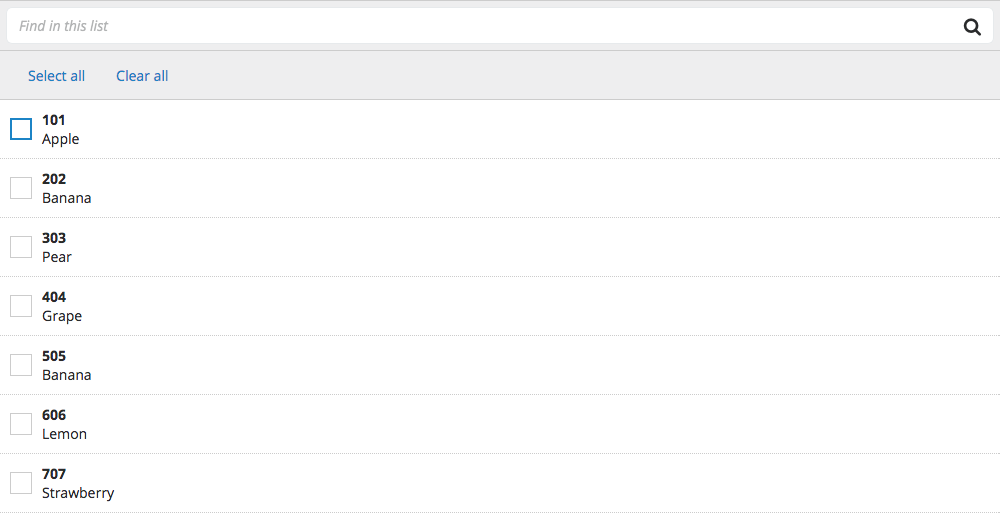 Find in this list
Select all Clear all
101
Apple
202
Banana
303
Pear
404
Grape
505
Banana
606
Lemon
707
Strawberry